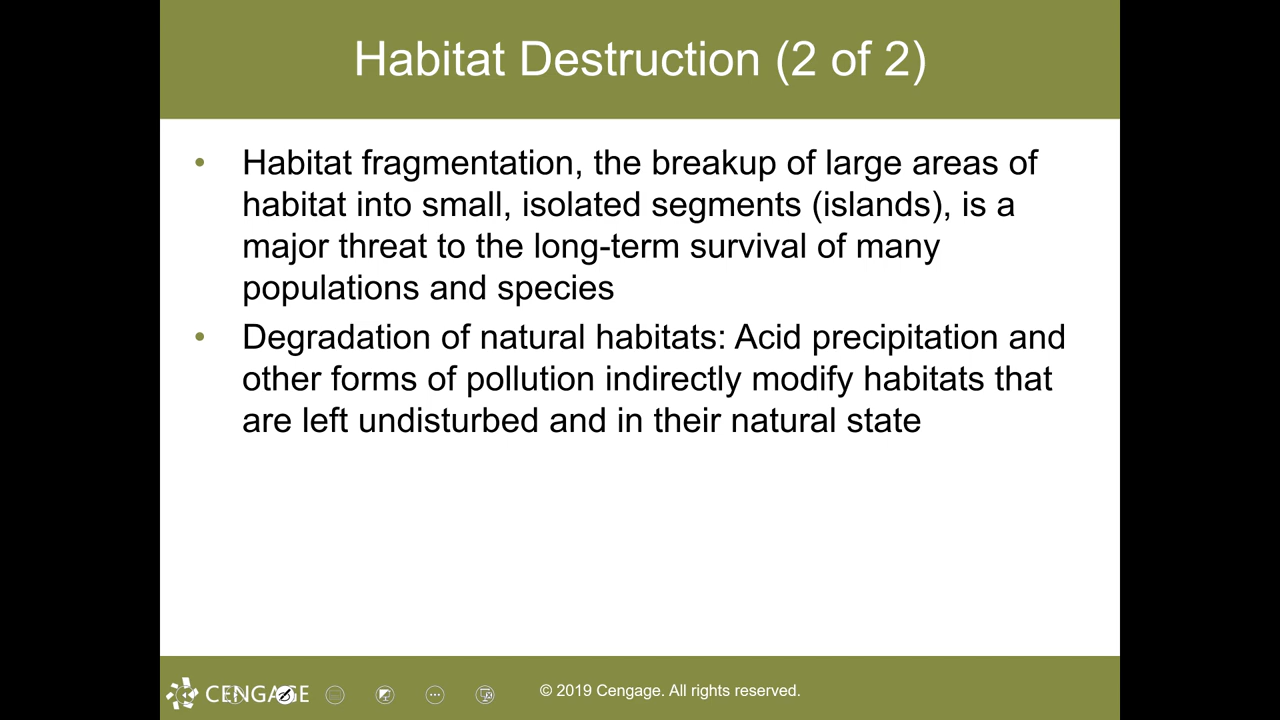 Habitat Destruction (2 of 2)
• Habitat fragmentation, the breakup of large areas of
habitat into small, isolated segments (islands), is a
major threat to the long-term survival of many
populations and species
• Degradation of natural habitats: Acid precipitation and
other forms of pollution indirectly modify habitats that
are left undisturbed and in their natural state
CENGAGE
© 2019 Cengage. All rights reserved.